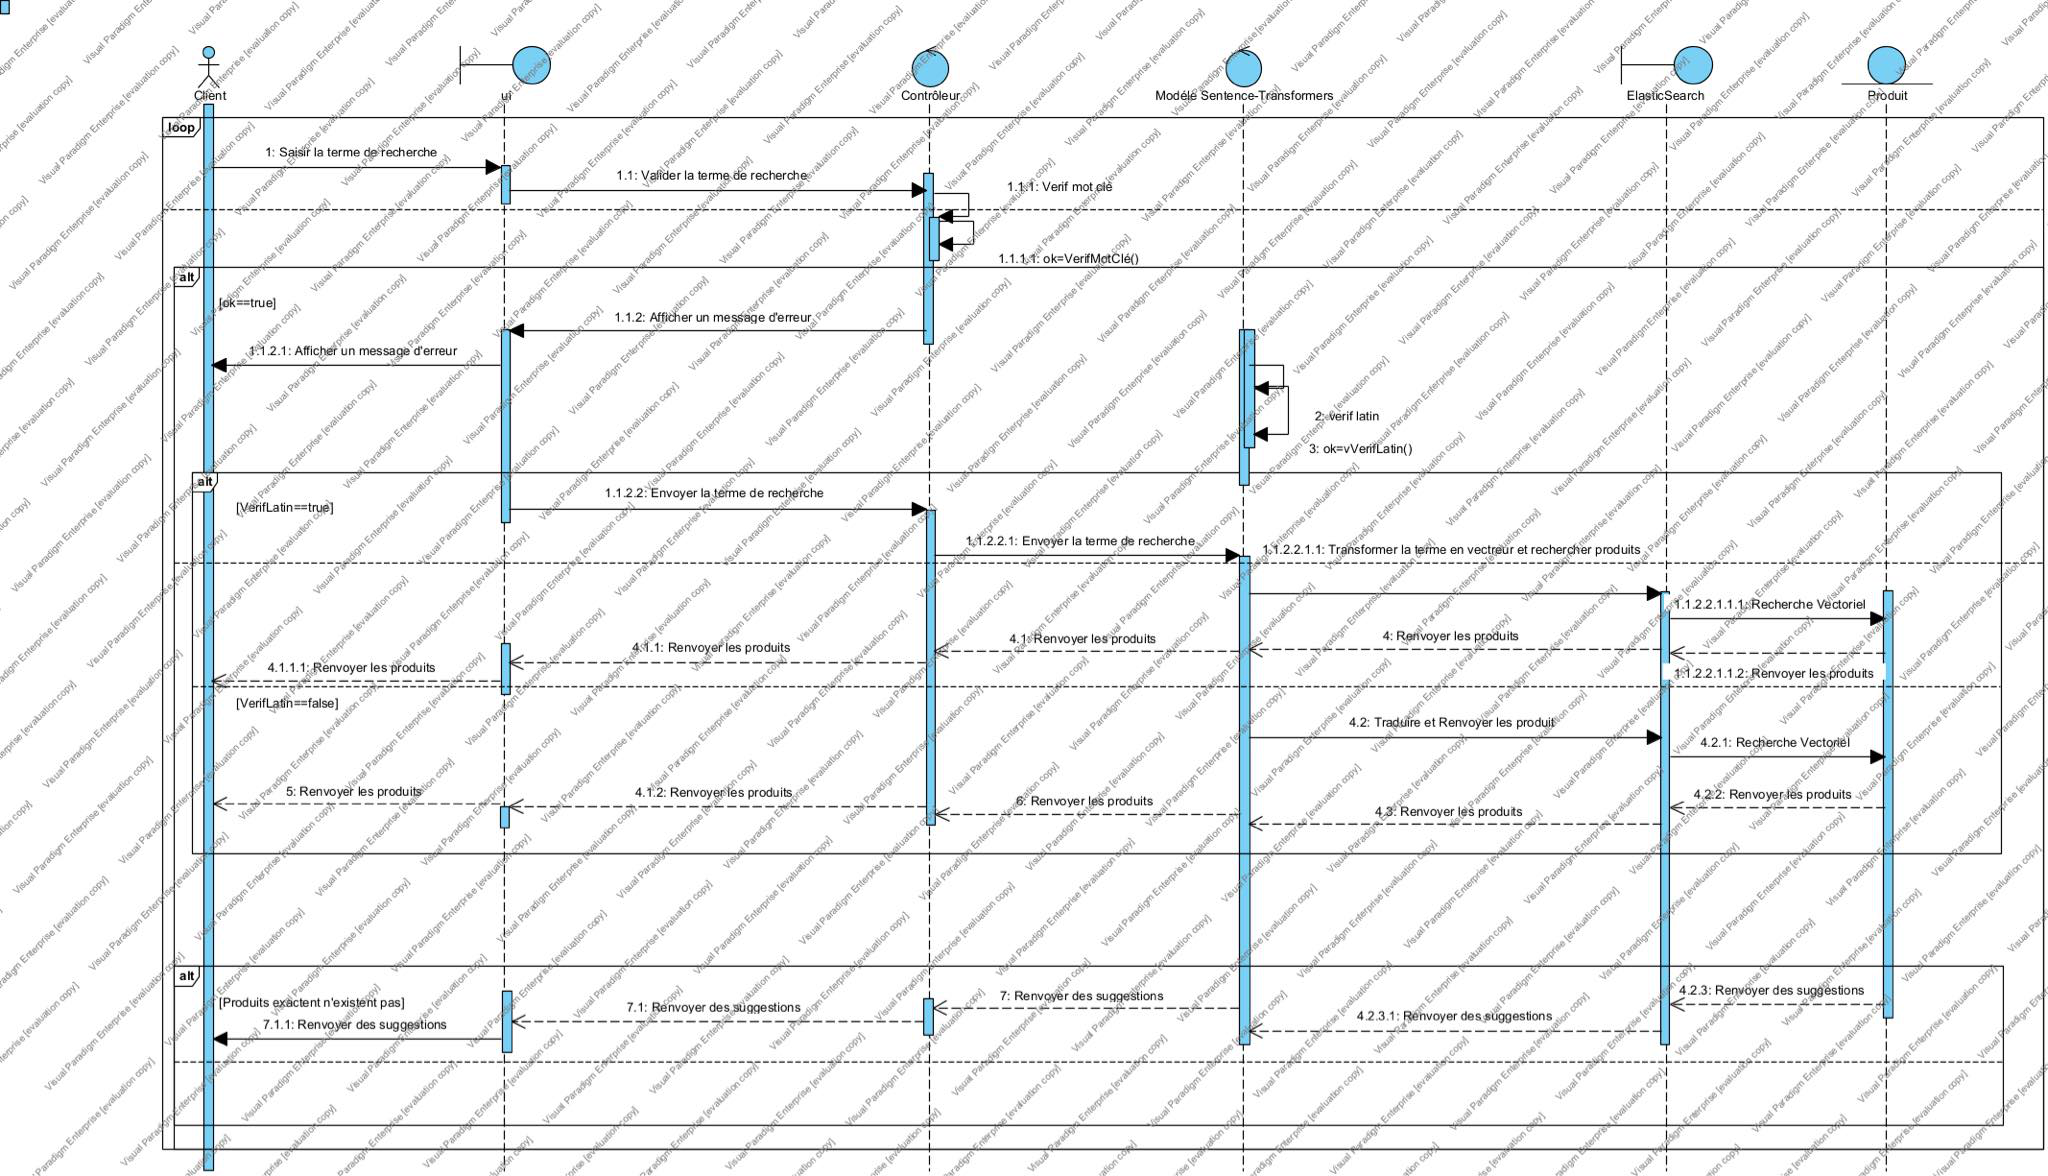 Client
ui
Contrôleur
Modèle Sentence-Transformers
ElasticSearch
Produit
loop
1: Saisir la terme de recherche
1.1: Valider la terme de recherche
1.1.1: Verif mot clé
1.1.1.1: ok=VerifMotClé()
alt
[ok==true]
1.1.2: Afficher un message d'erreur
1.1.2.1: Afficher un message d'erreur
2: verif latin
3: ok=vVerifLatin()
alt
[VerifLatin==true]
1.1.2.2: Envoyer la terme de recherche
1.1.2.2.1: Envoyer la terme de recherche
1.1.2.2.1.1: Transformer la terme en vectreur et rechercher produits
1.1.2.2.1.1.1: Recherche Vectoriel
4: Renvoyer les produits
4.1: Renvoyer les produits
4.1.1: Renvoyer les produits
4.1.1.1: Renvoyer les produits
1.1.2.2.1.1.2: Renvoyer les produits
[VerifLatin==false]
4.2: Traduire et Renvoyer les produit
4.2.1: Recherche Vectoriel
5: Renvoyer les produits
4.1.2: Renvoyer les produits
6: Renvoyer les produits
4.3: Renvoyer les produits
4.2.2: Renvoyer les produits
alt
[Produits exactent n'existent pas]
7.1.1: Renvoyer des suggestions
7.1: Renvoyer des suggestions
7: Renvoyer des suggestions
4.2.3.1: Renvoyer des suggestions
4.2.3: Renvoyer des suggestions
Visual Paradigm Enterprise [evaluation copy]